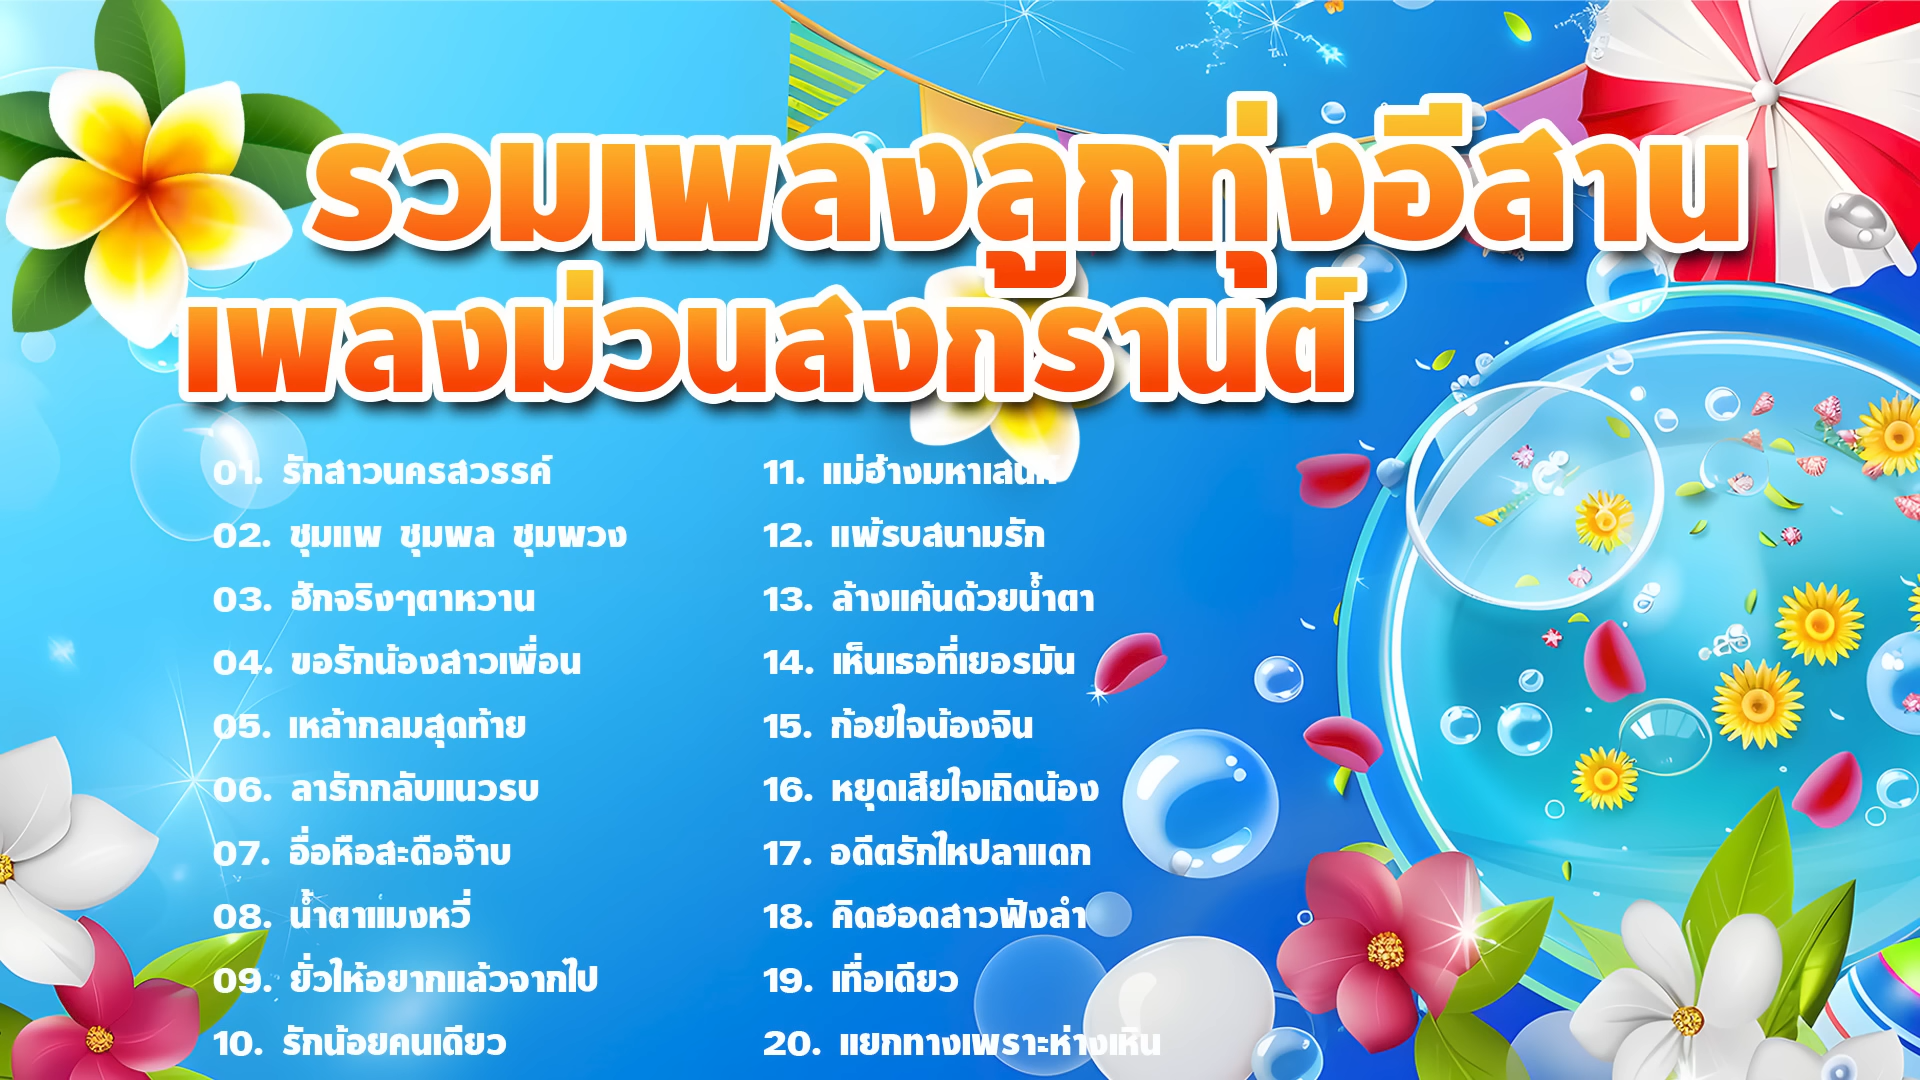 รวมเพลงลูกทุ่งอีสาน
เพลงม่วนสงกรานต์
01. รักสาวนครสวรรค์
02. ชุมแพ ชุมพล ชุมพวง
03. ฮักจริงๆตาหวาน
04. ขอรักน้องสาวเพื่อน
05. เหล้ากลมสุดท้าย
06. ลารักกลับแนวรบ
07. อื่อหือสะดือจ๊าบ
08. น้ำตาแมงหวี่
09. ยั่วให้อยากแล้วจากไป
10. รักน้อยคนเดียว
11. แม่ฮ้างมหาเสน่ห์
12. แพ้รบสนามรัก
13. ล้างแค้นด้วยน้ำตา
14. เห็นเธอที่เยอรมัน
15. ก้อยใจน้องจิน
16. หยุดเสียใจเถิดน้อง
17. อดีตรักไหปลาแดก
18. คิดฮอดสาวฟังลำ
19. เทื่อเดียว
20. แยกทางเพราะห่างเหิน